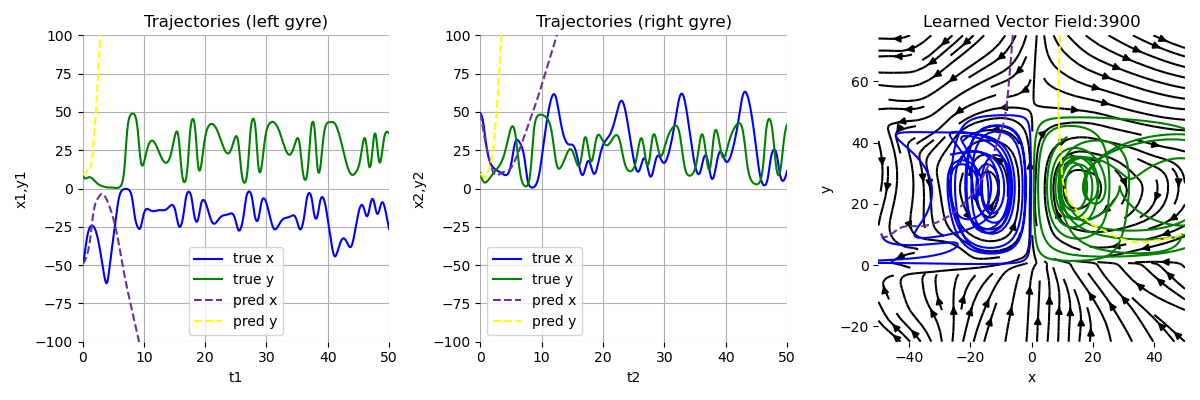 Trajectories (left gyre)
100
75
50
25
0
−25
−50
−75
−100
0 10 20 30 40 50
x1,y1
t1
true x
true y
pred x
pred y
Trajectories (right gyre)
100
75
50
25
0
−25
−50
−75
−100
0 10 20 30 40 50
x2,y2
t2
true x
true y
pred x
pred y
Learned Vector Field:3900
60
40
20
0
−20
−40 −20 0 20 40
y
x